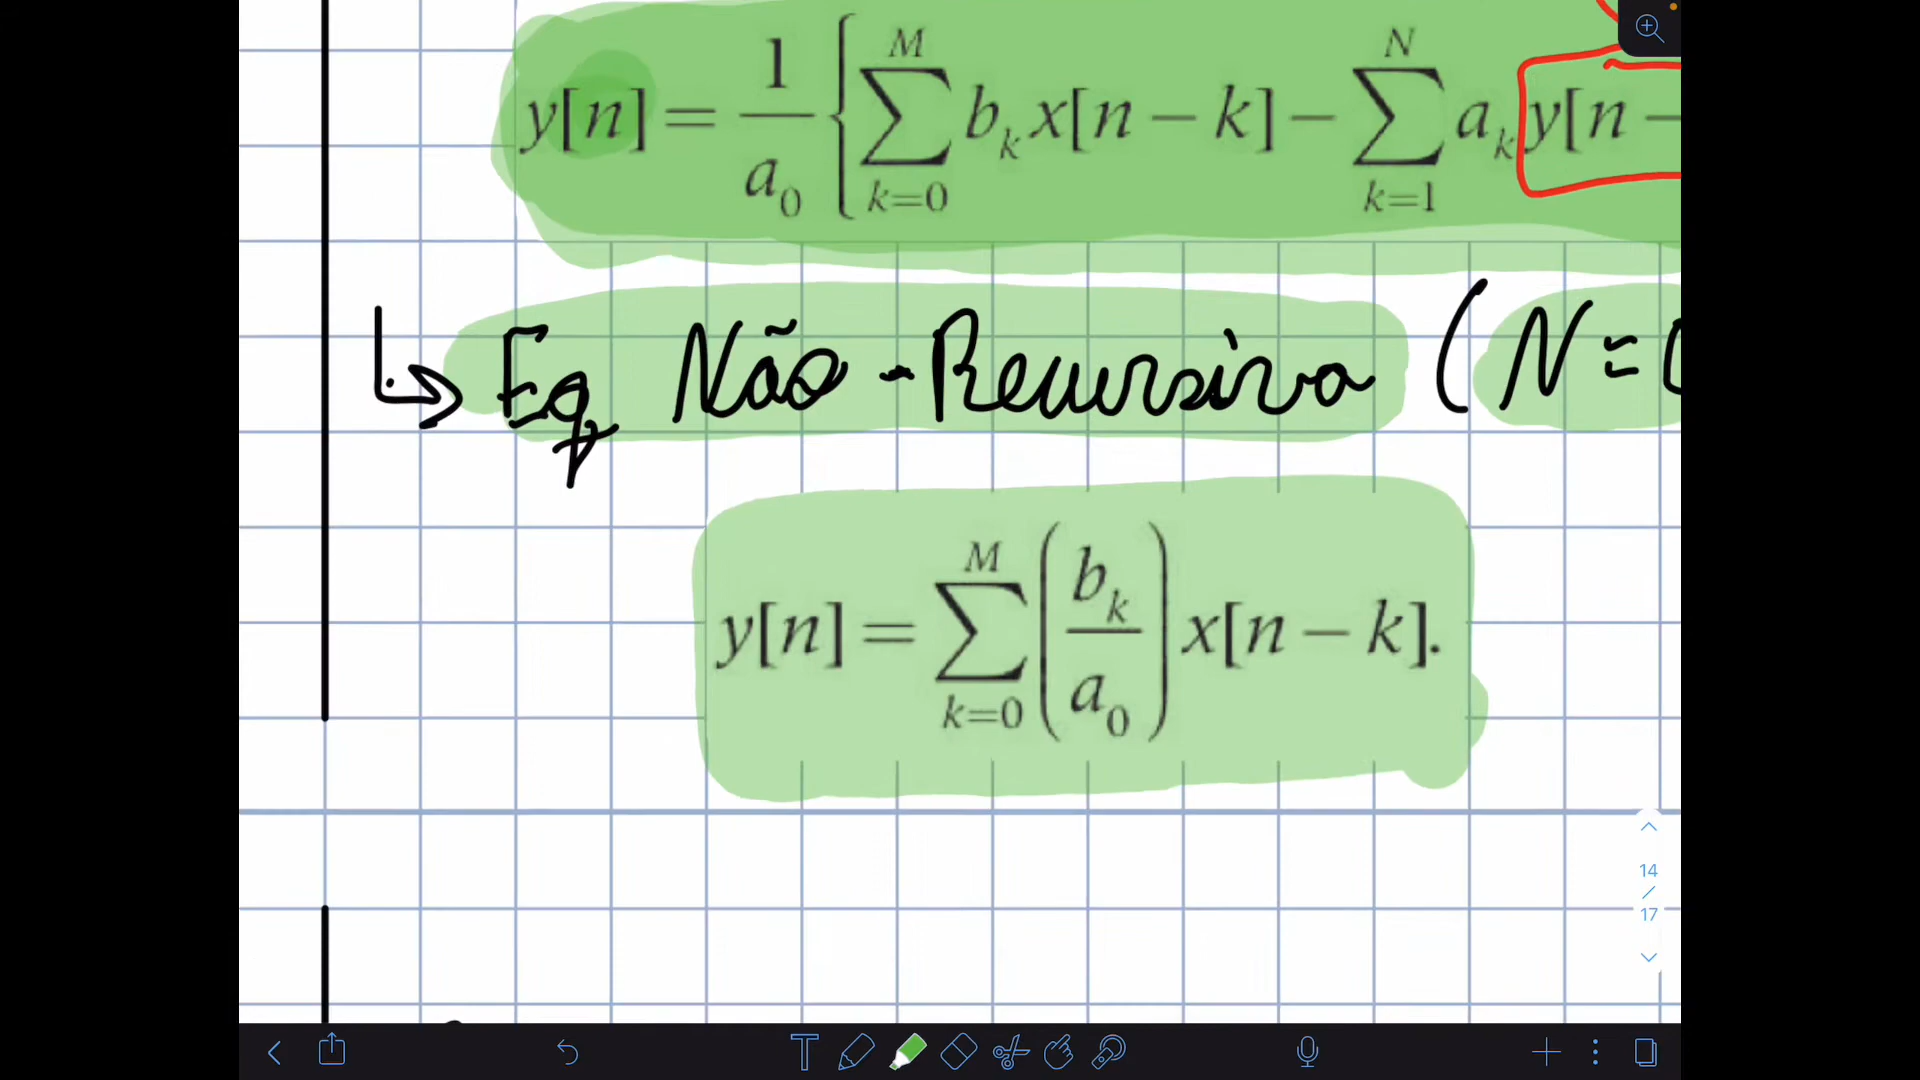 y[n] = 1/a₀ { ∑_{k=0}^{M} b_k x[n − k] − ∑_{k=1}^{N} a_k y[n −
Eq Não-Recursiva ( N =
y[n] = ∑_{k=0}^{M} (b_k/a₀) x[n − k].
14
/
17